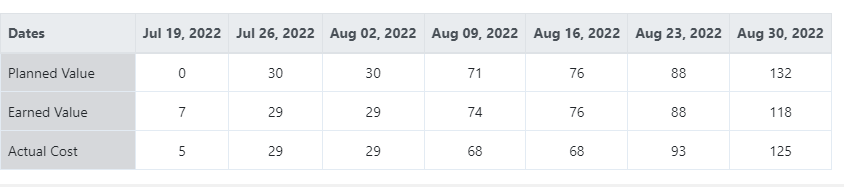 Dates Jul 19, 2022 Jul 26, 2022 Aug 02, 2022 Aug 09, 2022 Aug 16, 2022 Aug 23, 2022 Aug 30, 2022
Planned Value 0 30 30 71 76 88 132
Earned Value 7 29 29 74 76 88 118
Actual Cost 5 29 29 68 68 93 125